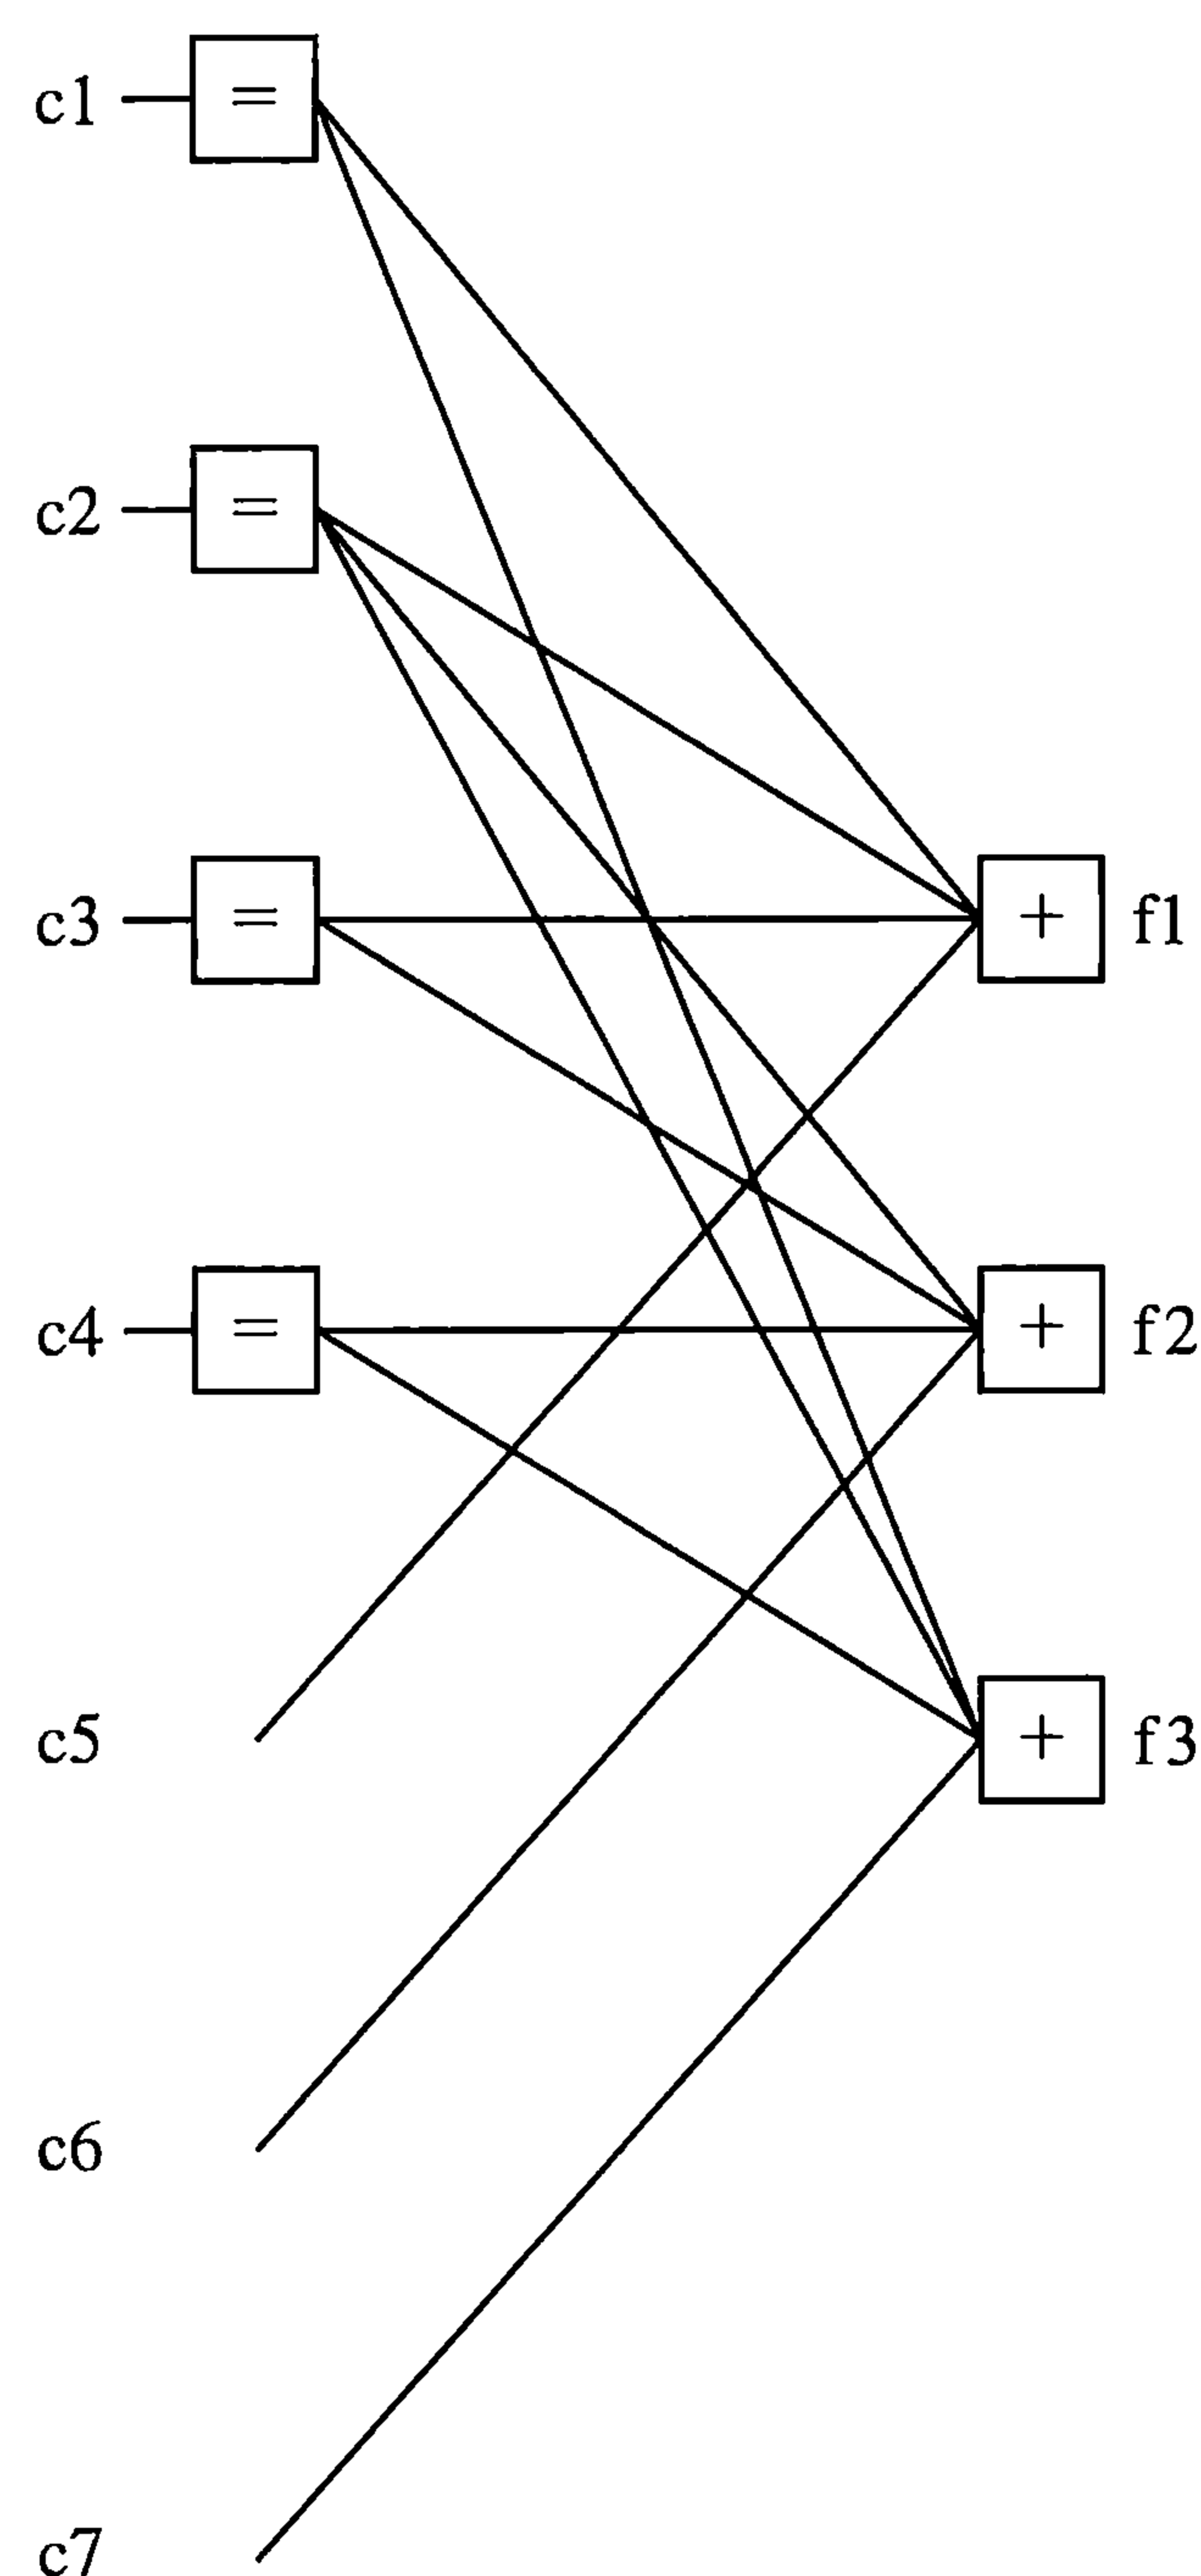 c1 =
c2 =
c3 = + f1
c4 = + f2
c5 + f3
c6
c7